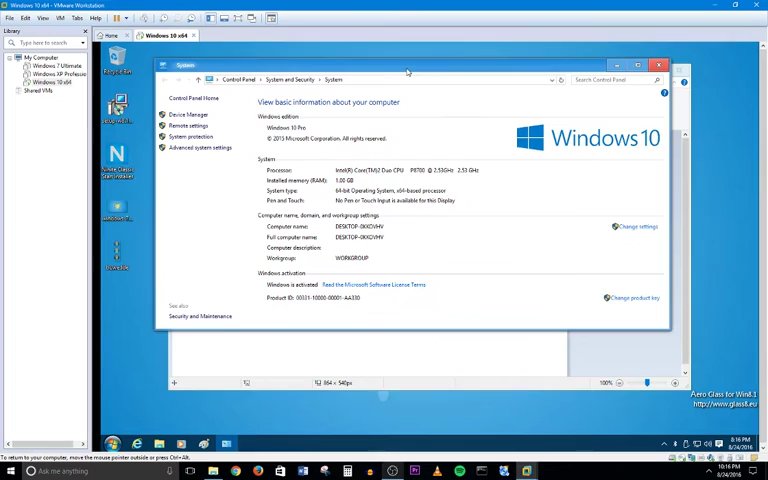 Windows 10 x64 - VMware Workstation
File Edit View VM Tabs Help
Library
Type here to search
My Computer
Windows 7 Ultimate
Windows XP Professio
Windows 10 x64
Shared VMs
Home
Windows 10 x64
Recycle Bin
Ninite Classic Start Installer
System
Control Panel › System and Security › System
Search Control Panel
Control Panel Home
Device Manager
Remote settings
System protection
Advanced system settings
See also
Security and Maintenance
View basic information about your computer
Windows edition
Windows 10 Pro
© 2015 Microsoft Corporation. All rights reserved.
Windows 10
System
Processor: Intel(R) Core(TM)2 Duo CPU P8700 @ 2.53GHz 2.53 GHz
Installed memory (RAM): 1.00 GB
System type: 64-bit Operating System, x64-based processor
Pen and Touch: No Pen or Touch Input is available for this Display
Computer name, domain, and workgroup settings
Computer name: DESKTOP-0KKOVHV
Change settings
Full computer name: DESKTOP-0KKOVHV
Computer description:
Workgroup: WORKGROUP
Windows activation
Windows is activated Read the Microsoft Software License Terms
Product ID: 00331-10000-00001-AA330
Change product key
864 × 540px
100%
Aero Glass for Win8.1
http://www.glass8.eu
8:16 PM
8/24/2016
To return to your computer, move the mouse pointer outside or press Ctrl+Alt.
Ask me anything
10:16 PM
8/24/2016